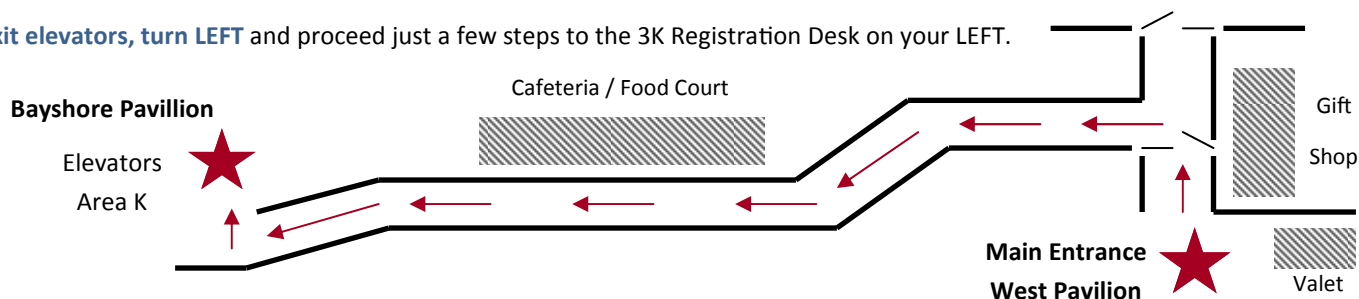 xit elevators, turn LEFT and proceed just a few steps to the 3K Registration Desk on your LEFT.
Cafeteria / Food Court
Bayshore Pavillion
Elevators
Area K
Gift
Shop
Main Entrance
West Pavilion
Valet